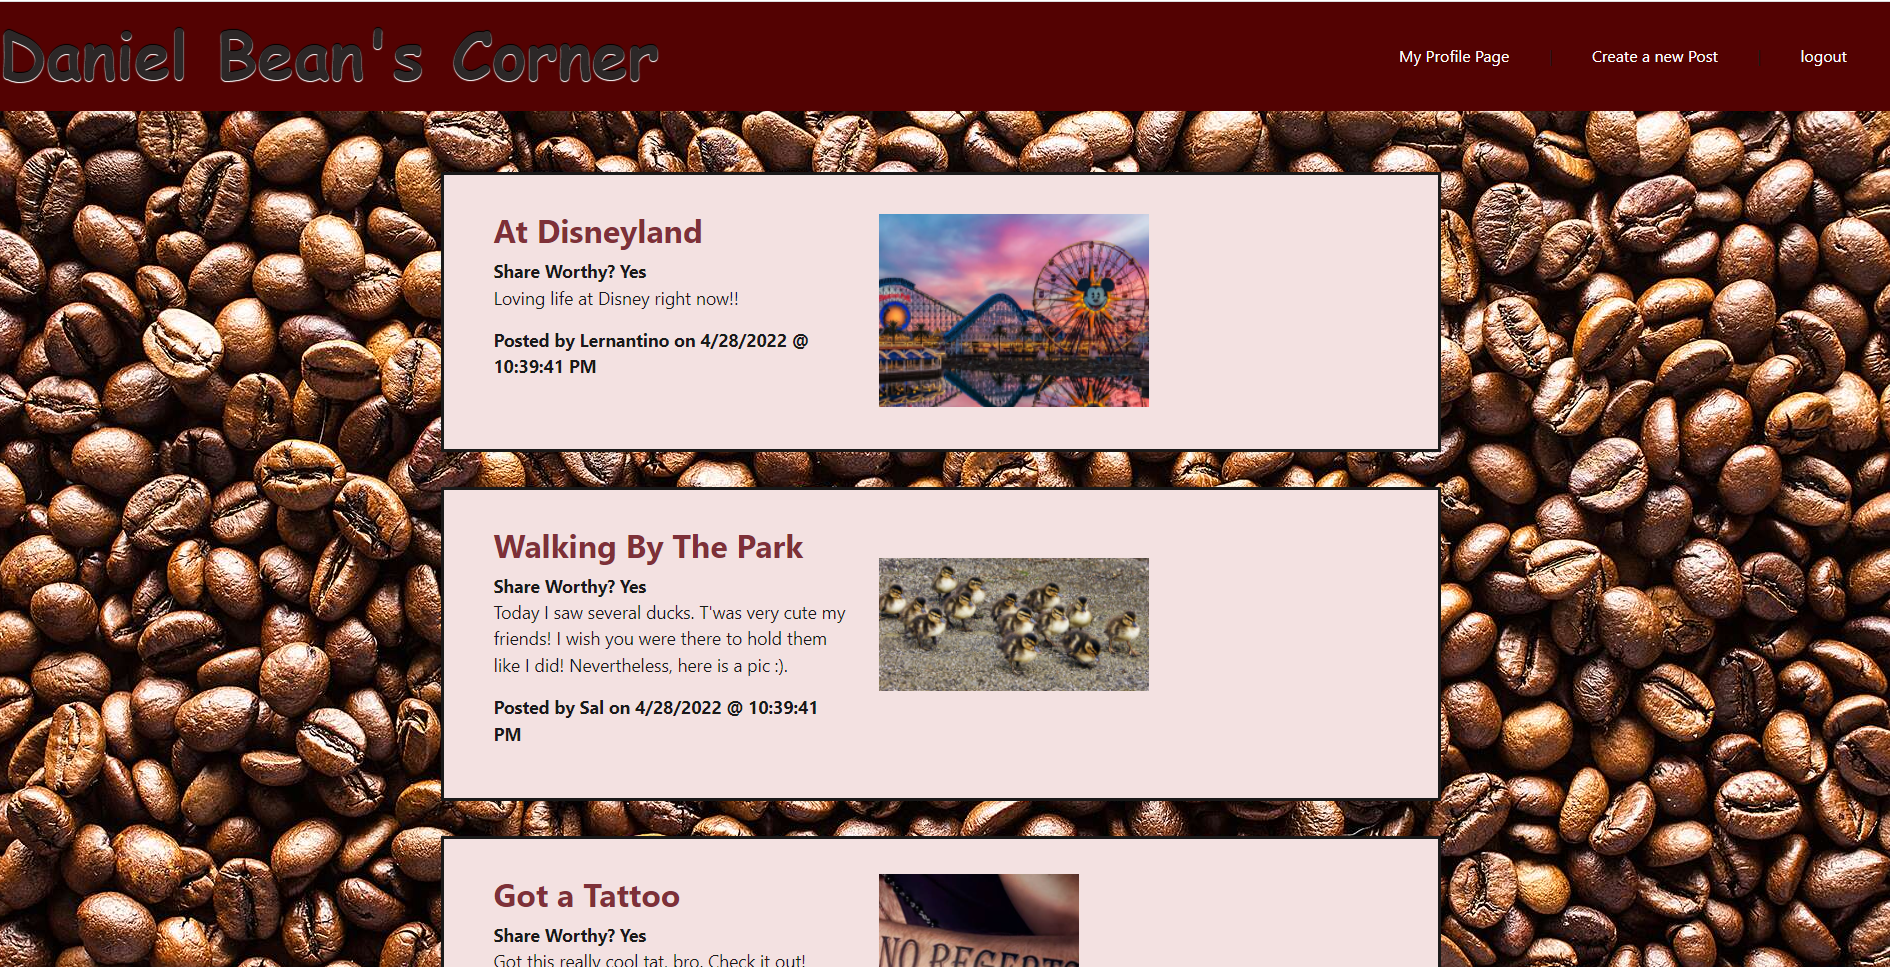 Daniel Bean's Corner
My Profile Page
Create a new Post
logout
At Disneyland
Share Worthy? Yes
Loving life at Disney right now!!
Posted by Lernantino on 4/28/2022 @
10:39:41 PM
Walking By The Park
Share Worthy? Yes
Today I saw several ducks. T'was very cute my
friends! I wish you were there to hold them
like I did! Nevertheless, here is a pic :).
Posted by Sal on 4/28/2022 @ 10:39:41
PM
Got a Tattoo
Share Worthy? Yes
Got this really cool tat, bro. Check it out!
NO REGERTS